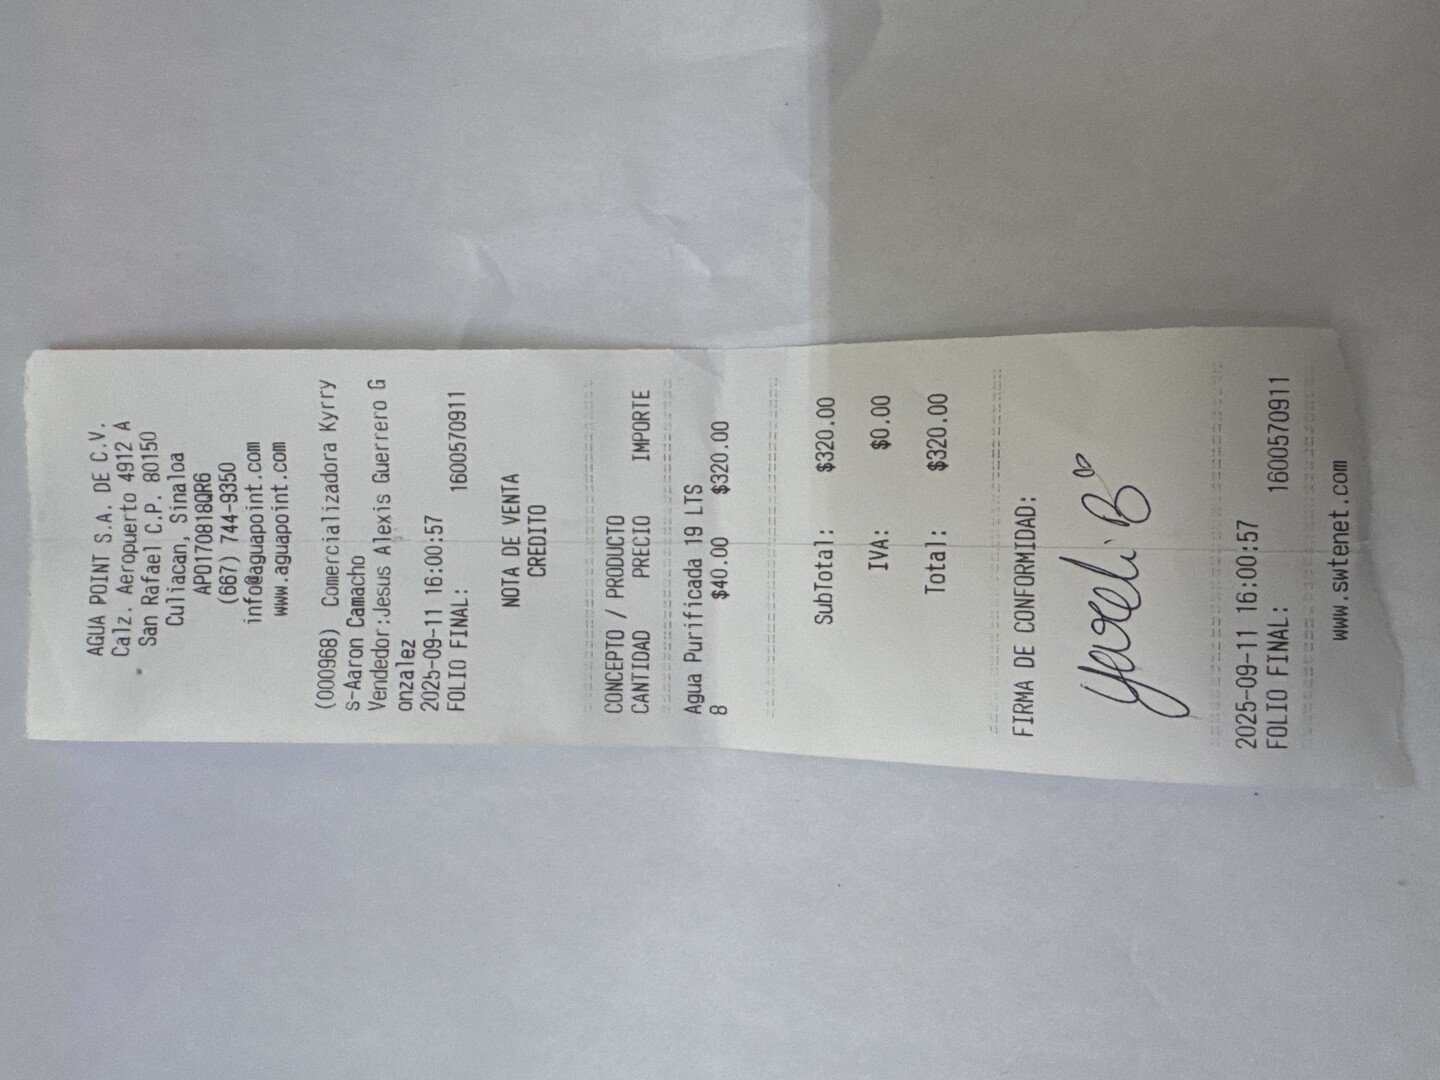 AGUA POINT S.A. DE C.V.
Calz. Aeropuerto 4912 A
San Rafael C.P. 80150
Culiacan, Sinaloa
APO170818QR6
(667) 744-9350
info@aguapoint.com
www.aguapoint.com
(000968) Comercializadora Kyrry
s-Aaron Camacho
Vendedor:Jesus Alexis Guerrero G
onzalez
2025-09-11 16:00:57
FOLIO FINAL: 1600570911
NOTA DE VENTA
CREDITO
CONCEPTO / PRODUCTO
CANTIDAD PRECIO IMPORTE
Agua Purificada 19 LTS
8 $40.00 $320.00
SubTotal: $320.00
IVA: $0.00
Total: $320.00
FIRMA DE CONFORMIDAD:
2025-09-11 16:00:57
FOLIO FINAL: 1600570911
www.swtenet.com